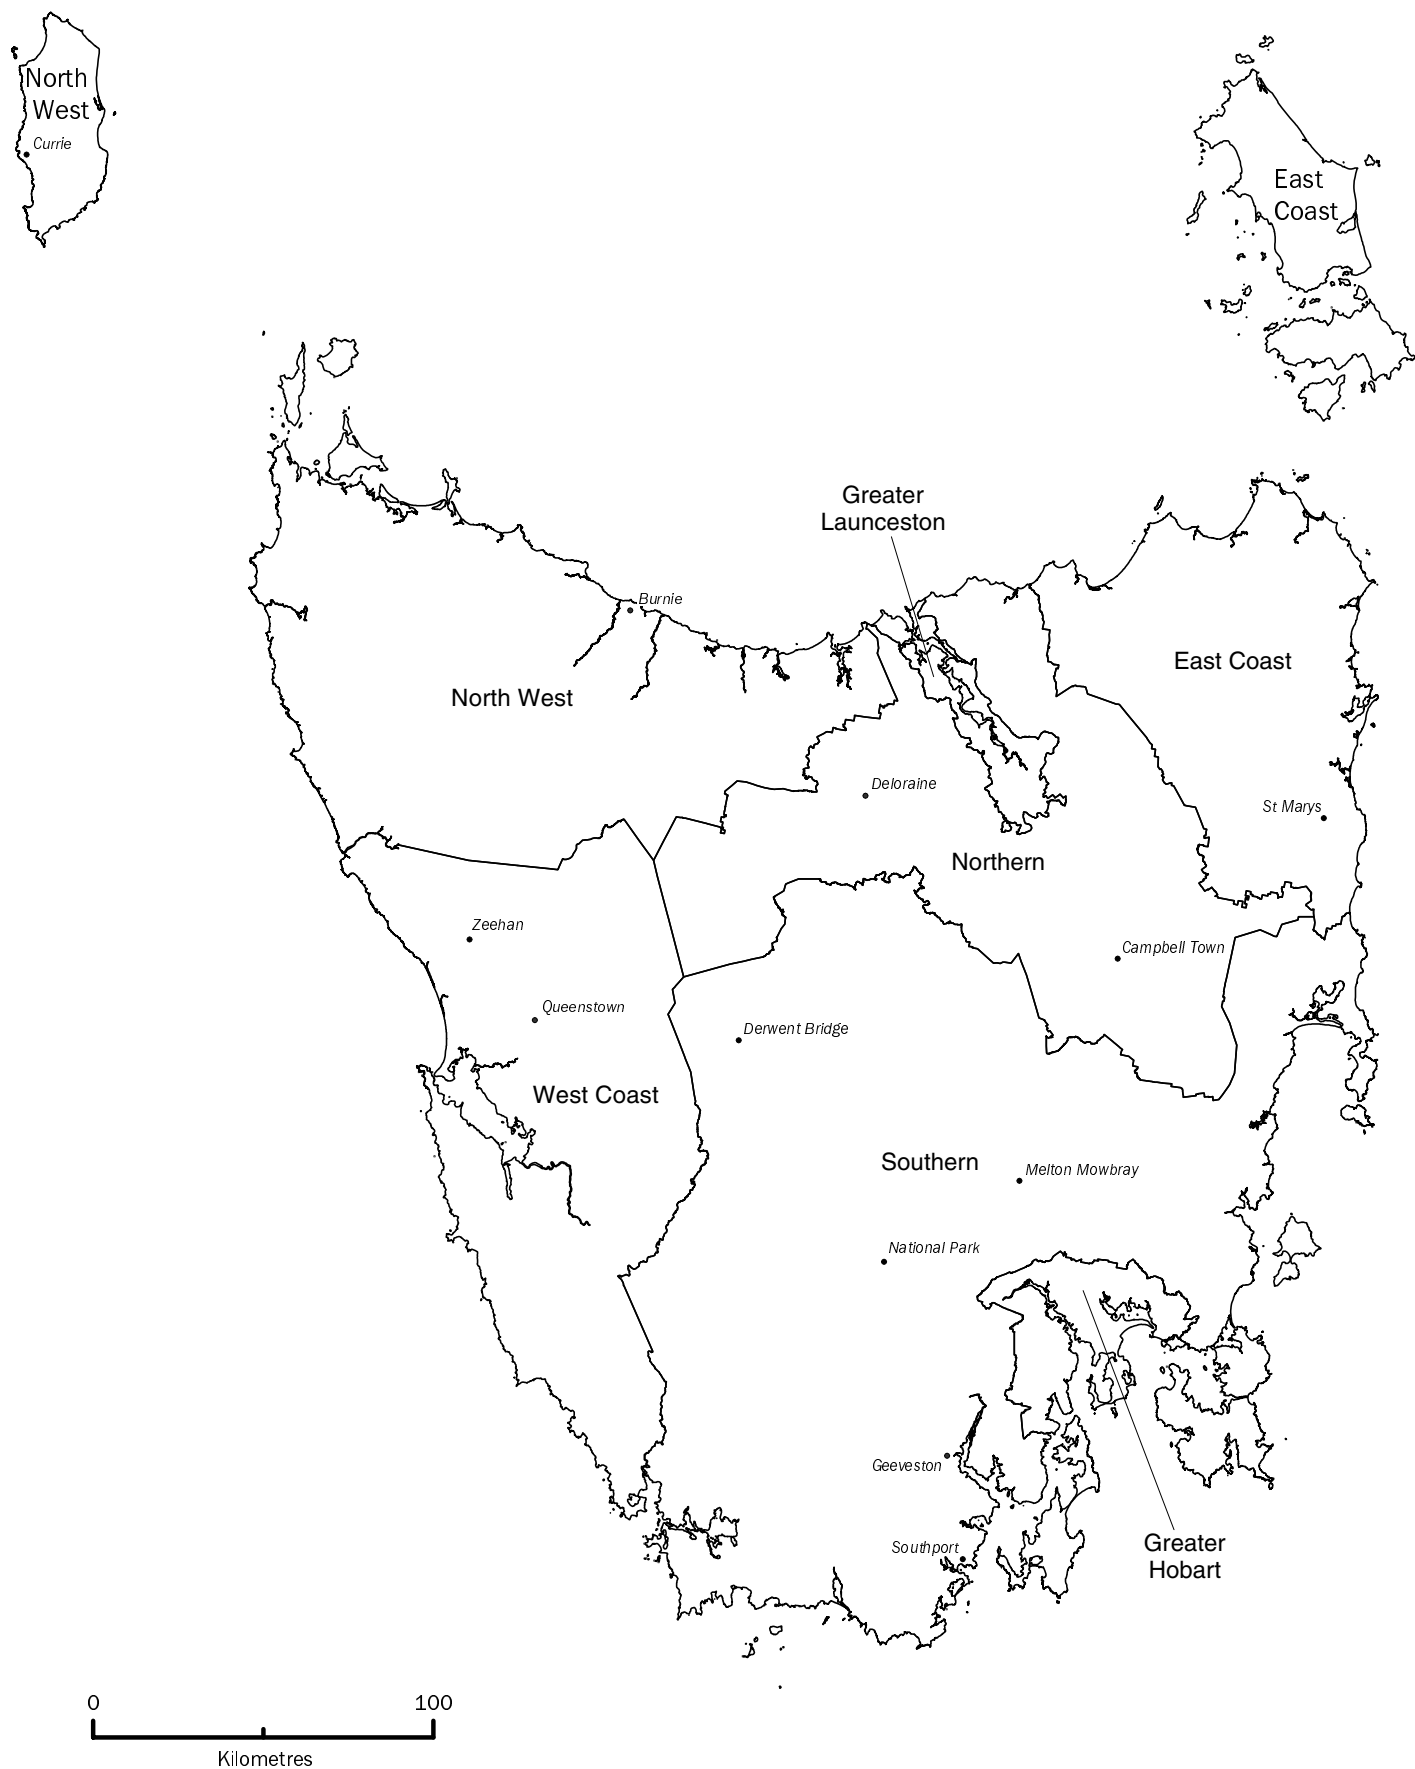 North
West
Currie
East
Coast
Greater
Launceston
Burnie
East Coast
North West
Deloraine
St Marys
Northern
Zeehan
Campbell Town
Queenstown
Derwent Bridge
West Coast
Southern
Melton Mowbray
National Park
Geeveston
Southport
Greater
Hobart
0 100
Kilometres